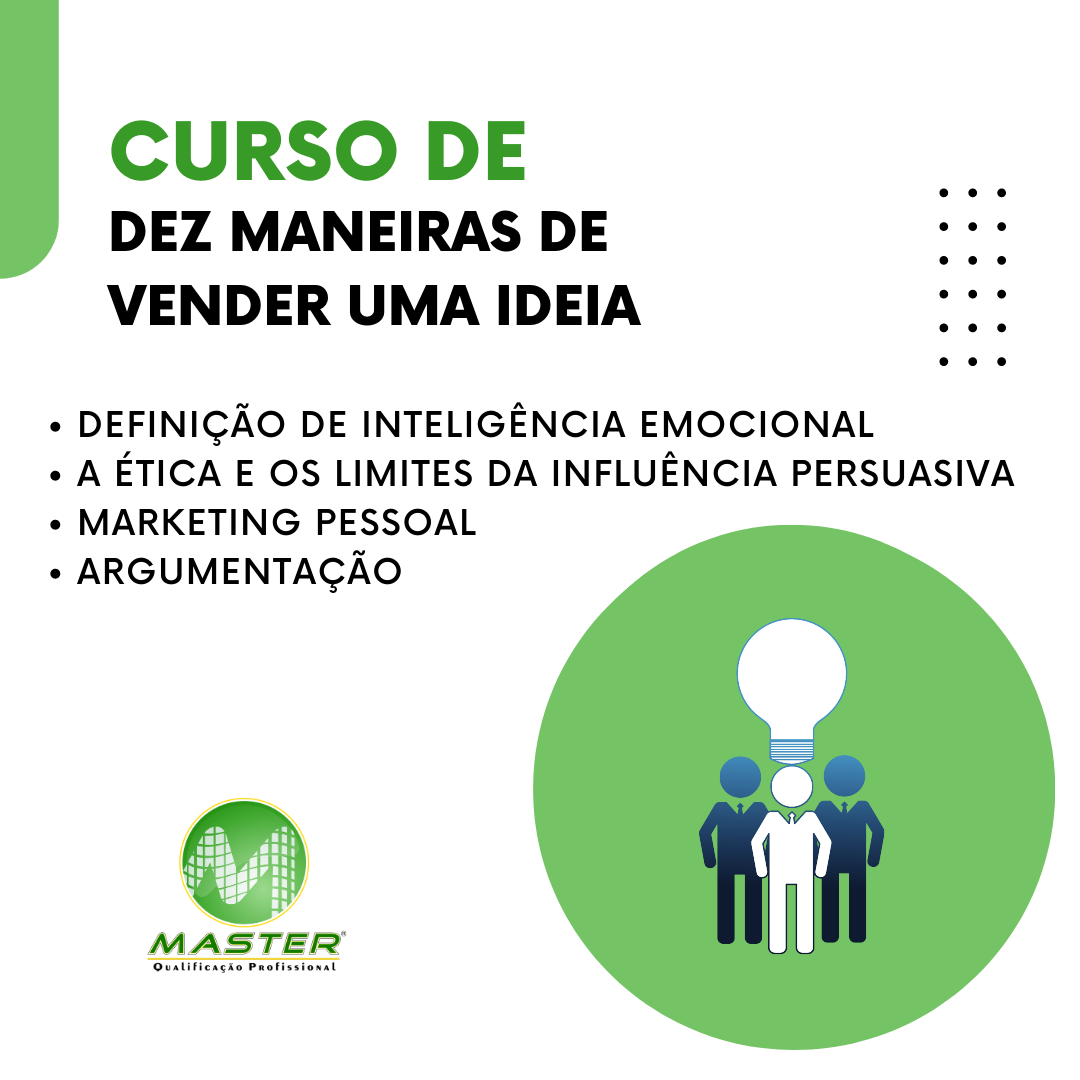 CURSO DE
DEZ MANEIRAS DE
VENDER UMA IDEIA
• DEFINIÇÃO DE INTELIGÊNCIA EMOCIONAL
• A ÉTICA E OS LIMITES DA INFLUÊNCIA PERSUASIVA
• MARKETING PESSOAL
• ARGUMENTAÇÃO
MASTER®
Qualificação Profissional